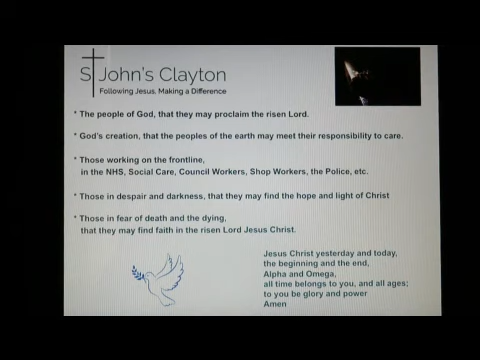 St John's Clayton
Following Jesus, Making a Difference
* The people of God, that they may proclaim the risen Lord.
* God's creation, that the peoples of the earth may meet their responsibility to care.
* Those working on the frontline,
in the NHS, Social Care, Council Workers, Shop Workers, the Police, etc.
* Those in despair and darkness, that they may find the hope and light of Christ
* Those in fear of death and the dying,
that they may find faith in the risen Lord Jesus Christ.
Jesus Christ yesterday and today,
the beginning and the end,
Alpha and Omega,
all time belongs to you, and all ages;
to you be glory and power
Amen